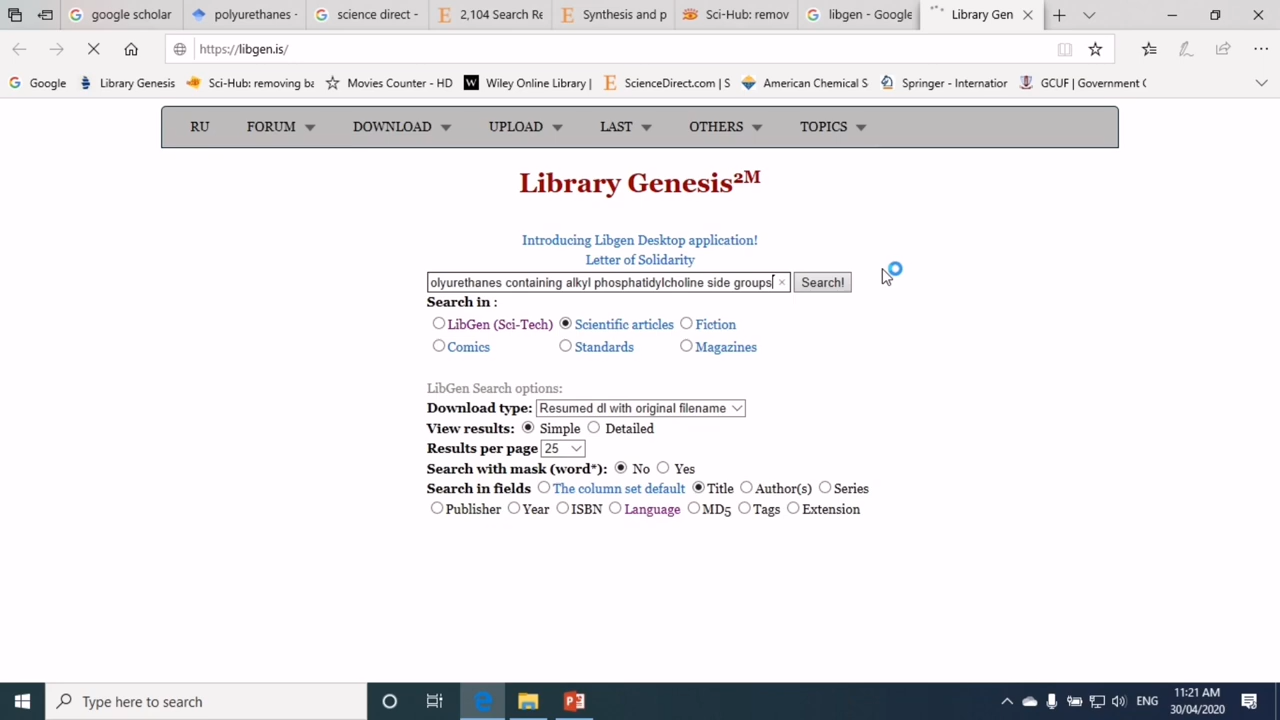 google scholar
polyurethanes -
science direct -
2,104 Search Re
Synthesis and p
Sci-Hub: remov
libgen - Google
Library Gen
https://libgen.is/
Google
Library Genesis
Sci-Hub: removing ba
Movies Counter - HD
Wiley Online Library |
ScienceDirect.com | S
American Chemical S
Springer - Internatior
GCUF | Government C
RU FORUM DOWNLOAD UPLOAD LAST OTHERS TOPICS
Library Genesis2M
Introducing Libgen Desktop application!
Letter of Solidarity
olyurethanes containing alkyl phosphatidylcholine side groups × Search!
Search in :
LibGen (Sci-Tech) Scientific articles Fiction
Comics Standards Magazines
LibGen Search options:
Download type: Resumed dl with original filename
View results: Simple Detailed
Results per page 25
Search with mask (word*): No Yes
Search in fields The column set default Title Author(s) Series
Publisher Year ISBN Language MD5 Tags Extension
Type here to search
ENG
11:21 AM
30/04/2020